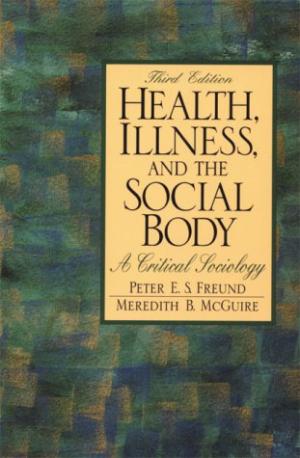 Third Edition
HEALTH,
ILLNESS,
AND THE
SOCIAL
BODY
A Critical Sociology
PETER E. S. FREUND
MEREDITH B. MCGUIRE